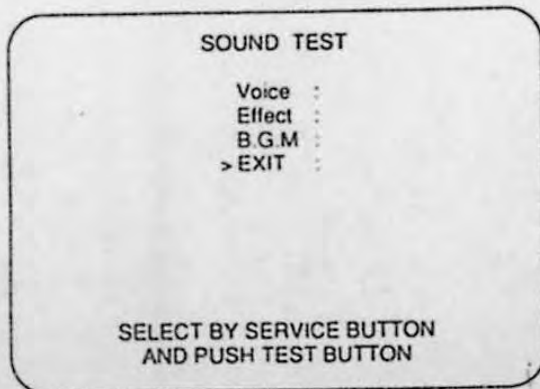 SOUND TEST
Voice :
Effect :
B.G.M :
> EXIT :
SELECT BY SERVICE BUTTON
AND PUSH TEST BUTTON